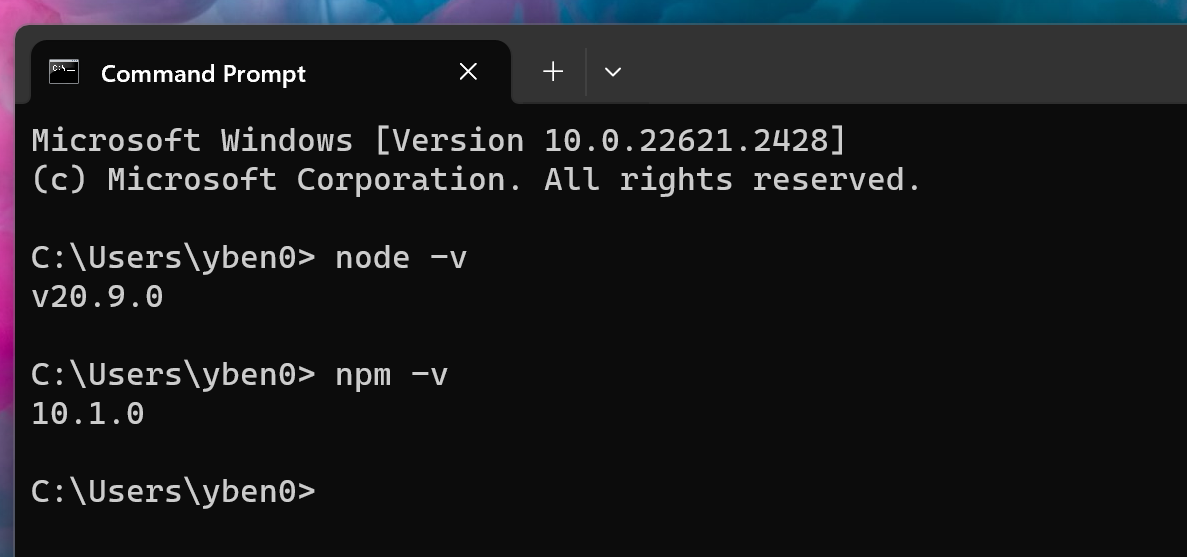 Command Prompt
Microsoft Windows [Version 10.0.22621.2428]
(c) Microsoft Corporation. All rights reserved.
C:\Users\yben0> node -v
v20.9.0
C:\Users\yben0> npm -v
10.1.0
C:\Users\yben0>